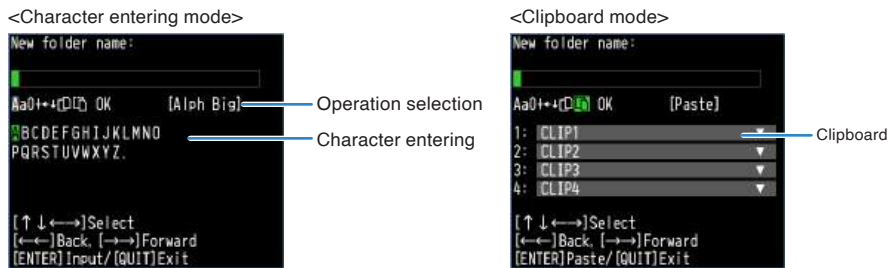 <Character entering mode>
New folder name:
Aa0!←↓ OK [Alph Big]
ABCDEFGHIJKLMNO
PQRSTUVWXYZ.
[↑↓←→]Select
[←←]Back, [→→]Forward
[ENTER]Input/[QUIT]Exit
Operation selection
Character entering
<Clipboard mode>
New folder name:
Aa0!←↓ OK [Paste]
1: CLIP1 ▼
2: CLIP2 ▼
3: CLIP3 ▼
4: CLIP4 ▼
[↑↓←→]Select
[←←]Back, [→→]Forward
[ENTER]Paste/[QUIT]Exit
Clipboard